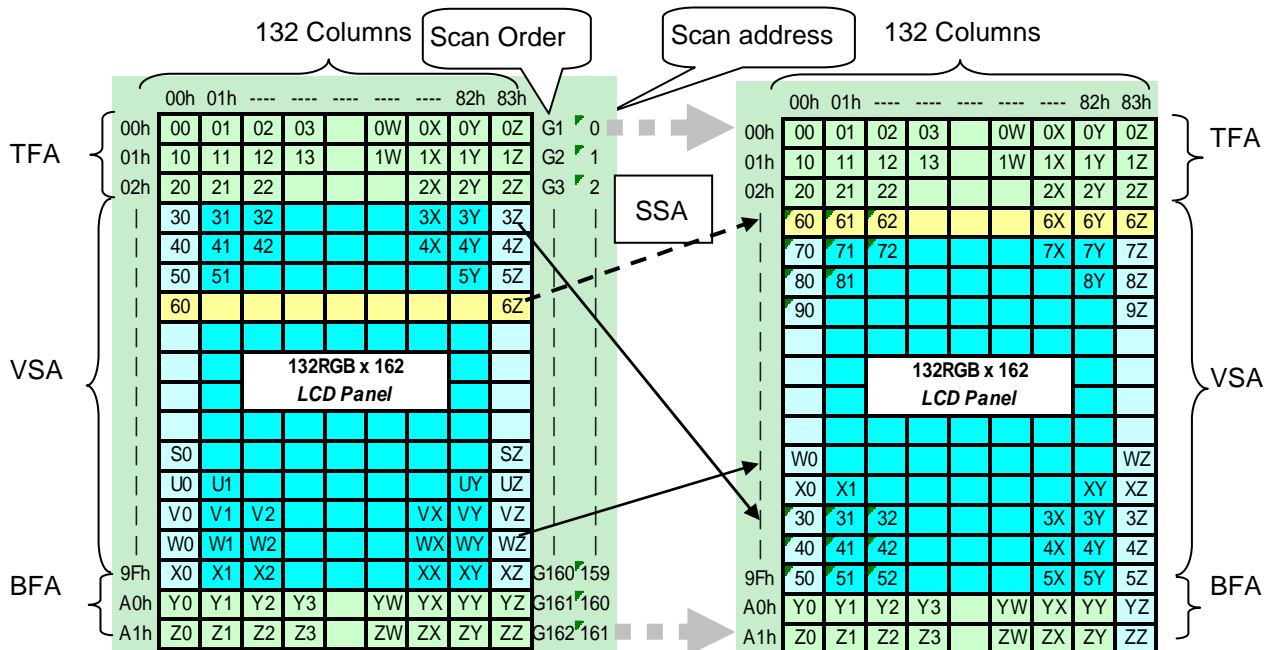 132 Columns Scan Order Scan address 132 Columns
00h 01h ---- ---- ---- ---- ---- 82h 83h 00h 01h ---- ---- ---- ---- ---- 82h 83h
00h 00 01 02 03 0W 0X 0Y 0Z G1 0 00h 00 01 02 03 0W 0X 0Y 0Z
TFA 01h 10 11 12 13 1W 1X 1Y 1Z G2 1 01h 10 11 12 13 1W 1X 1Y 1Z TFA
02h 20 21 22 2X 2Y 2Z G3 2 02h 20 21 22 2X 2Y 2Z
30 31 32 3X 3Y 3Z SSA 60 61 62 6X 6Y 6Z
40 41 42 4X 4Y 4Z 70 71 72 7X 7Y 7Z
50 51 5Y 5Z 80 81 8Y 8Z
60 6Z 90 9Z
VSA 132RGB x 162 132RGB x 162 VSA
LCD Panel LCD Panel
S0 SZ W0 WZ
U0 U1 UY UZ X0 X1 XY XZ
V0 V1 V2 VX VY VZ 30 31 32 3X 3Y 3Z
W0 W1 W2 WX WY WZ 40 41 42 4X 4Y 4Z
9Fh X0 X1 X2 XX XY XZ G160 159 9Fh 50 51 52 5X 5Y 5Z
BFA A0h Y0 Y1 Y2 Y3 YW YX YY YZ G161 160 A0h Y0 Y1 Y2 Y3 YW YX YY YZ BFA
A1h Z0 Z1 Z2 Z3 ZW ZX ZY ZZ G162 161 A1h Z0 Z1 Z2 Z3 ZW ZX ZY ZZ